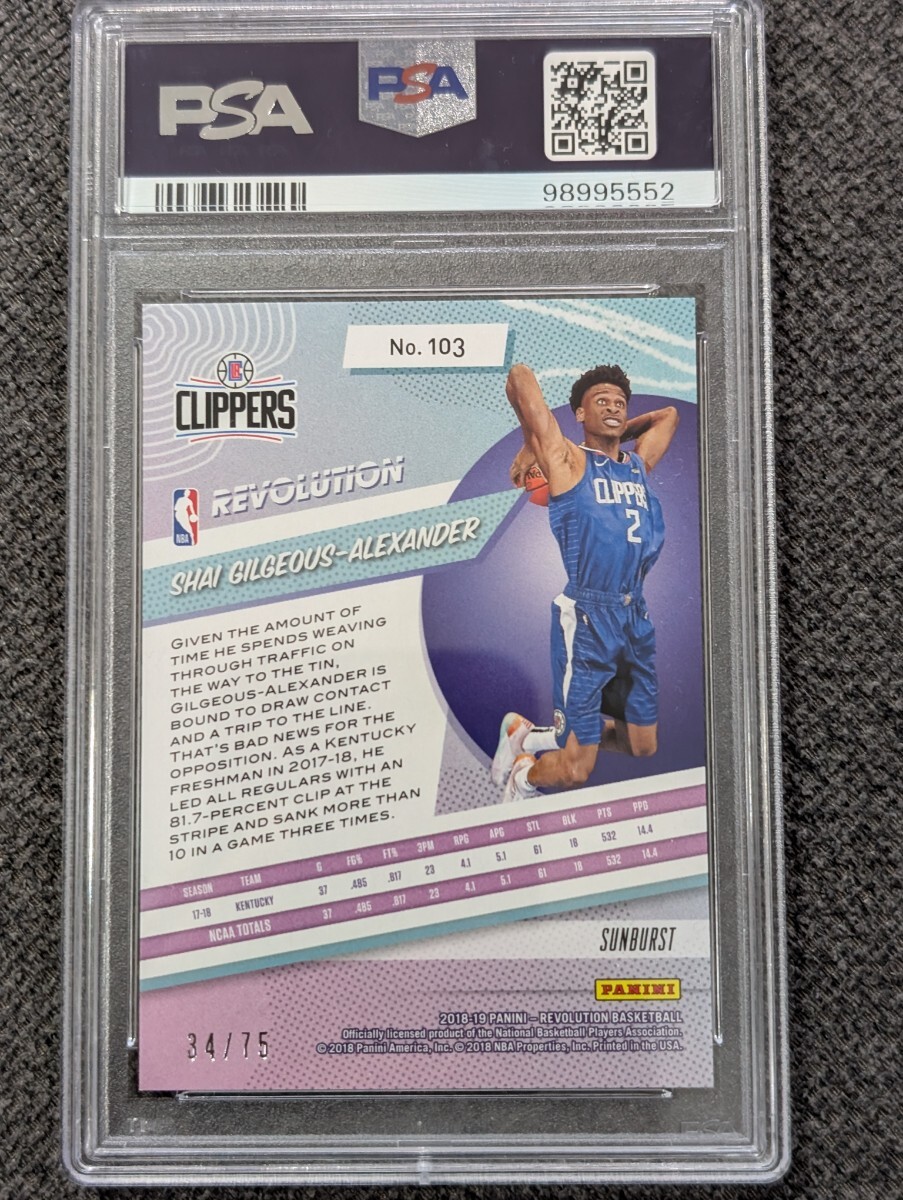 PSA
PSA
98995552
No. 103
CLIPPERS
REVOLUTION
NBA
SHAI GILGEOUS-ALEXANDER
CLIPPERS
2
GIVEN THE AMOUNT OF
TIME HE SPENDS WEAVING
THROUGH TRAFFIC ON
THE WAY TO THE TIN,
GILGEOUS-ALEXANDER IS
BOUND TO DRAW CONTACT
AND A TRIP TO THE LINE.
THAT'S BAD NEWS FOR THE
OPPOSITION. AS A KENTUCKY
FRESHMAN IN 2017-18, HE
LED ALL REGULARS WITH AN
81.7-PERCENT CLIP AT THE
STRIPE AND SANK MORE THAN
10 IN A GAME THREE TIMES.
SEASON TEAM G FG% FT% 3PM RPG APG STL BLK PTS PPG
17-18 KENTUCKY 37 .485 .817 23 4.1 5.1 61 18 532 14.4
NCAA TOTALS 37 .485 .817 23 4.1 5.1 61 18 532 14.4
SUNBURST
PANINI
2018-19 PANINI – REVOLUTION BASKETBALL
Officially licensed product of the National Basketball Players Association.
© 2018 Panini America, Inc. © 2018 NBA Properties, Inc. Printed in the USA.
34/75
PSA